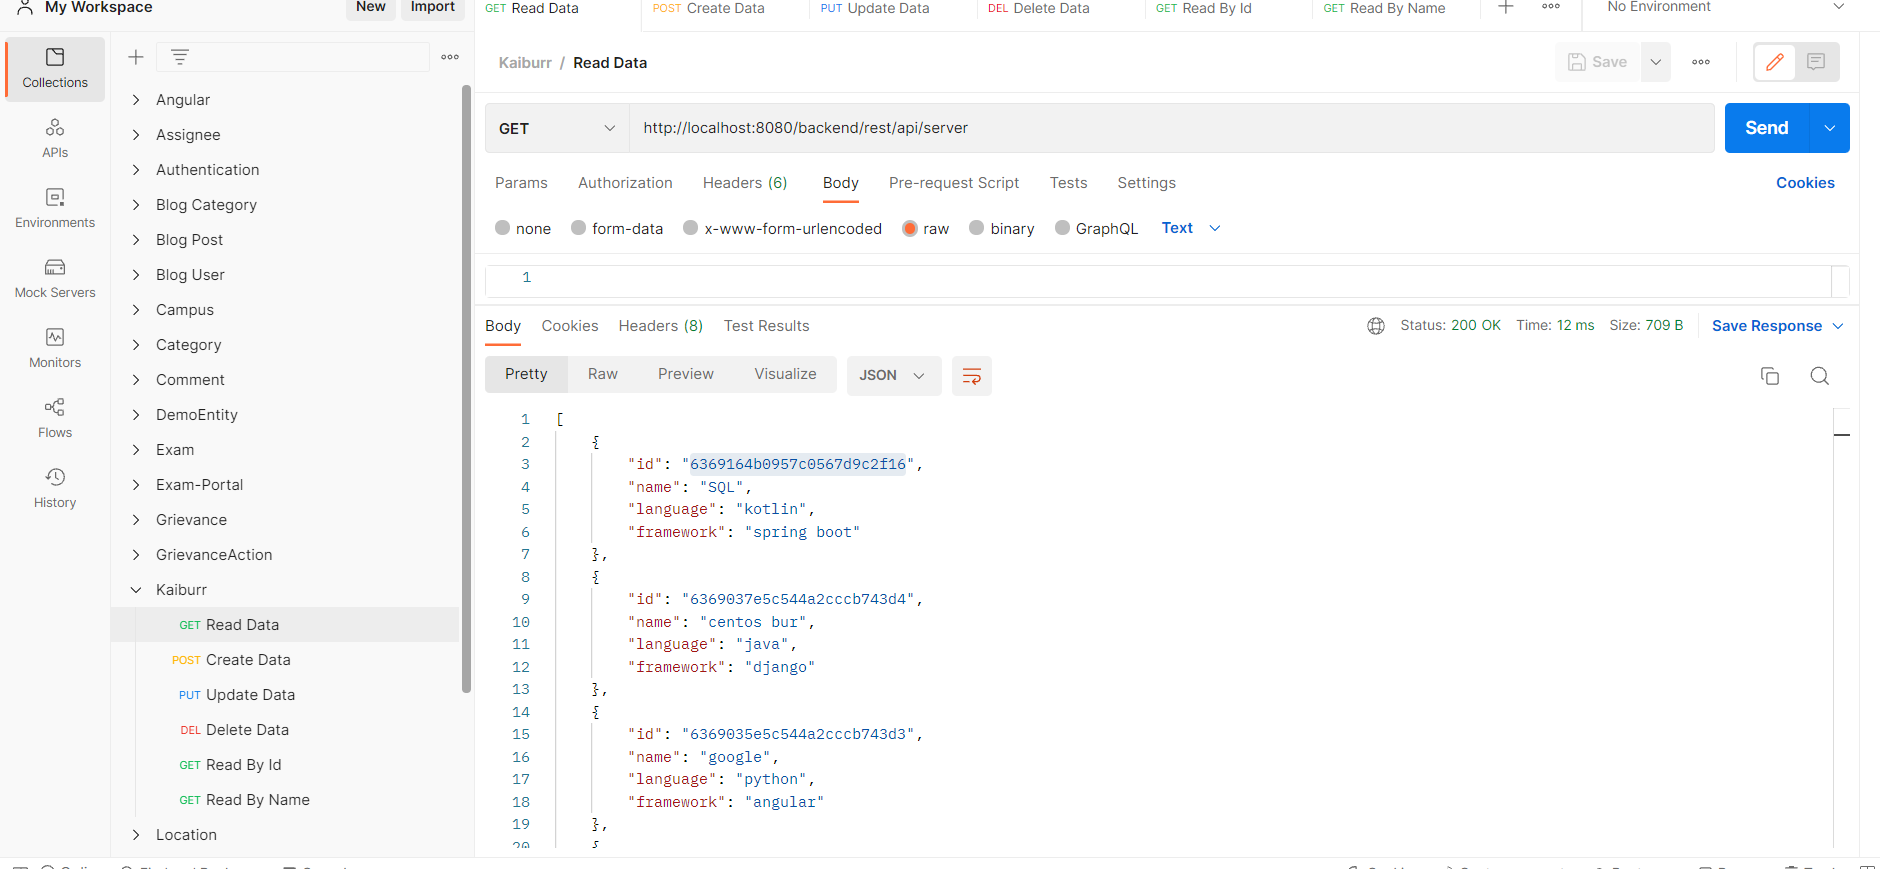 My Workspace
New
Import
GET Read Data
POST Create Data
PUT Update Data
DEL Delete Data
GET Read By Id
GET Read By Name
No Environment
Collections
APIs
Environments
Mock Servers
Monitors
Flows
History
Angular
Assignee
Authentication
Blog Category
Blog Post
Blog User
Campus
Category
Comment
DemoEntity
Exam
Exam-Portal
Grievance
GrievanceAction
Kaiburr
GET Read Data
POST Create Data
PUT Update Data
DEL Delete Data
GET Read By Id
GET Read By Name
Location
Kaiburr / Read Data
Save
GET
http://localhost:8080/backend/rest/api/server
Send
Params Authorization Headers (6) Body Pre-request Script Tests Settings
Cookies
none form-data x-www-form-urlencoded raw binary GraphQL Text
1
Body Cookies Headers (8) Test Results
Status: 200 OK Time: 12 ms Size: 709 B
Save Response
Pretty Raw Preview Visualize
JSON
1 [
2 {
3 "id": "6369164b0957c0567d9c2f16",
4 "name": "SQL",
5 "language": "kotlin",
6 "framework": "spring boot"
7 },
8 {
9 "id": "6369037e5c544a2cccb743d4",
10 "name": "centos bur",
11 "language": "java",
12 "framework": "django"
13 },
14 {
15 "id": "6369035e5c544a2cccb743d3",
16 "name": "google",
17 "language": "python",
18 "framework": "angular"
19 },
20 {